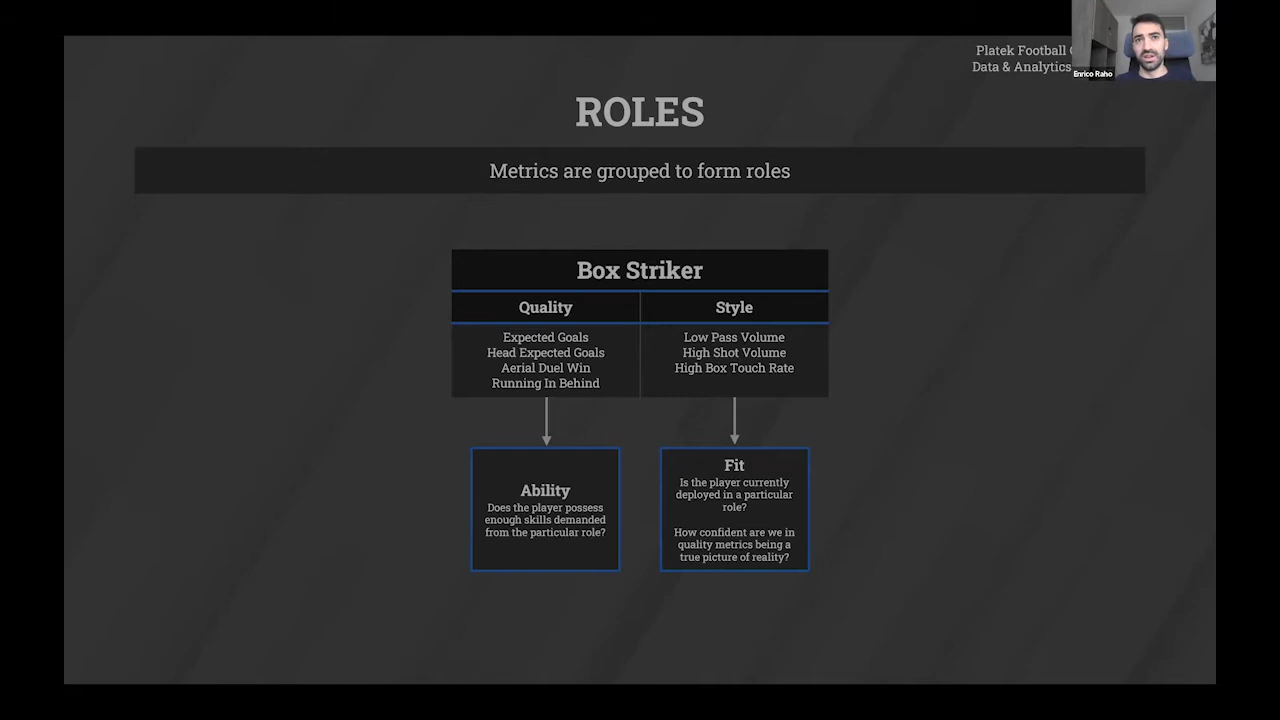 Platek Football
Data & Analytics
Enrico Raho
ROLES
Metrics are grouped to form roles
Box Striker
Quality
Style
Expected Goals
Head Expected Goals
Aerial Duel Win
Running In Behind
Low Pass Volume
High Shot Volume
High Box Touch Rate
Ability
Does the player possess
enough skills demanded
from the particular role?
Fit
Is the player currently
deployed in a particular
role?
How confident are we in
quality metrics being a
true picture of reality?